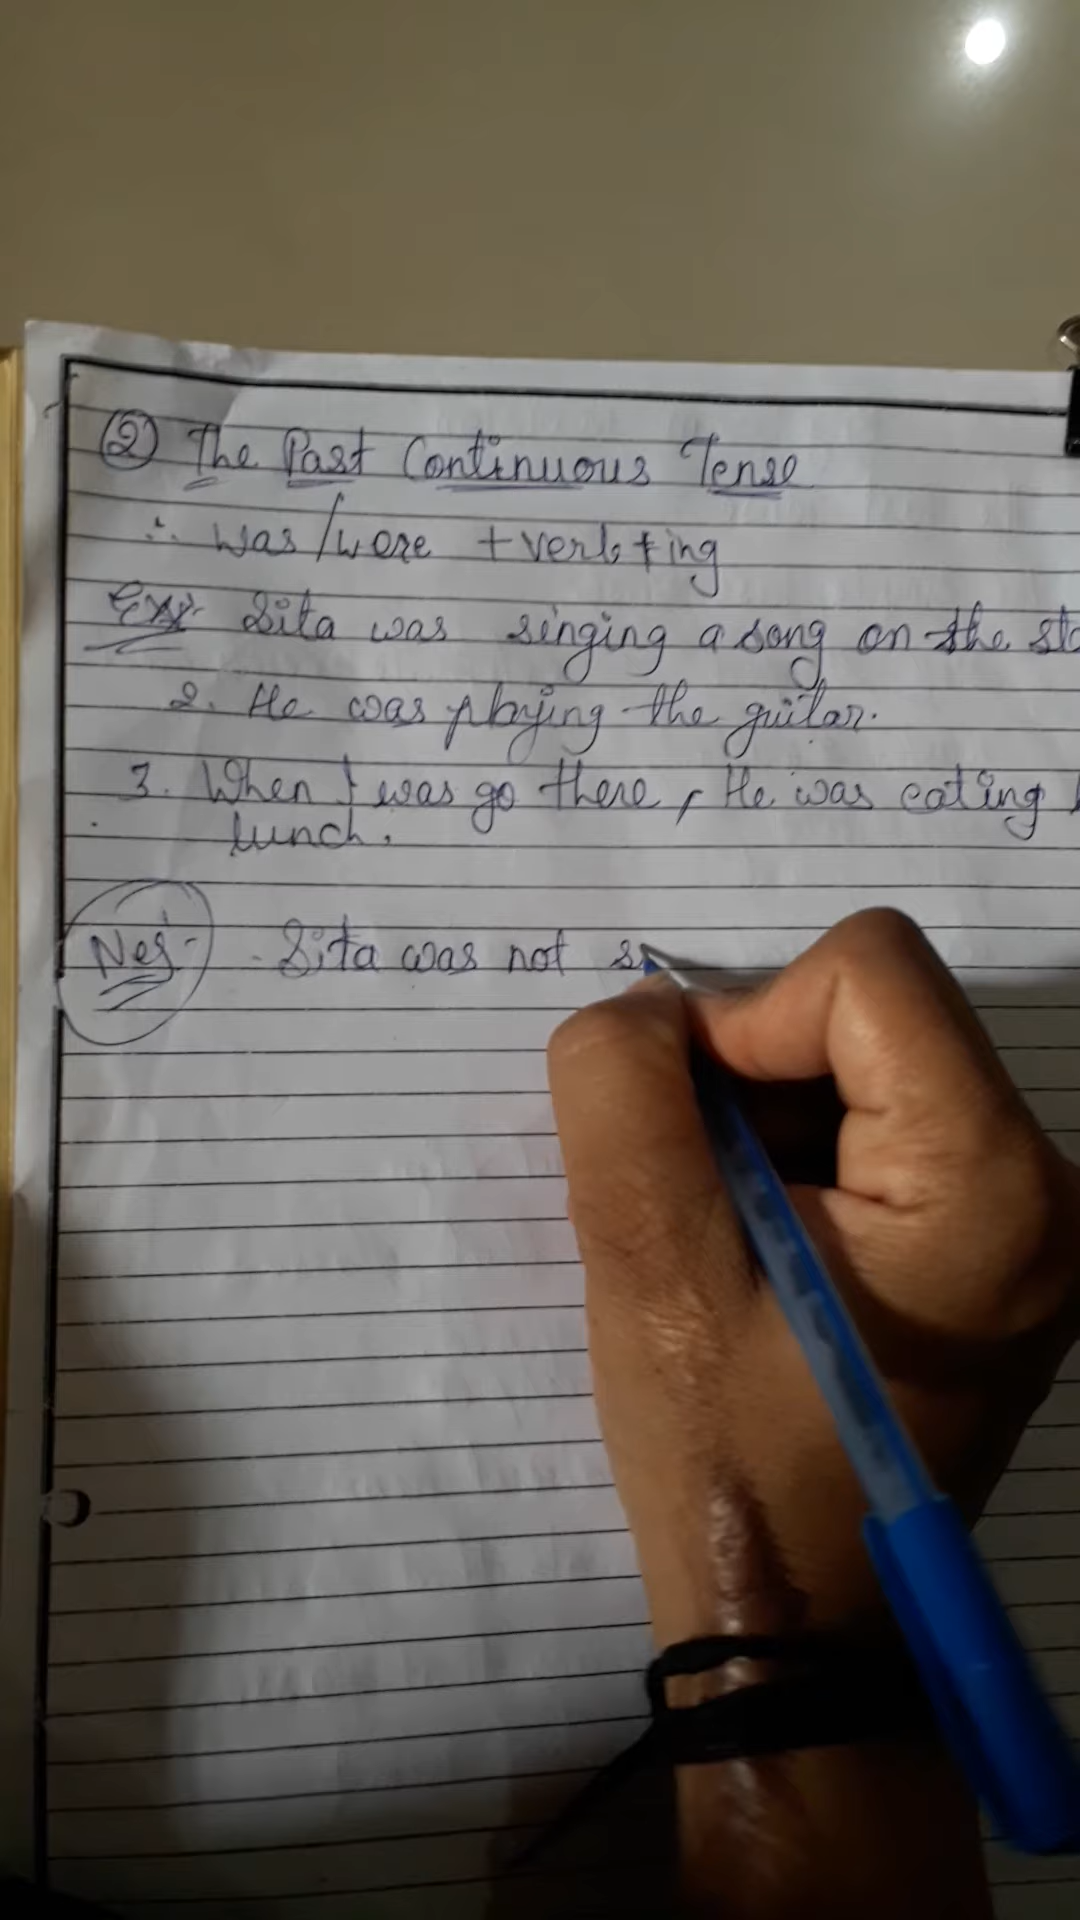 ② The Past Continuous Tense
∴ was/were + verb + ing
Ex:- Sita was singing a song on the
2. He was playing the guitar.
3. When I was go there, He was eating
lunch.
Neg:- Sita was not